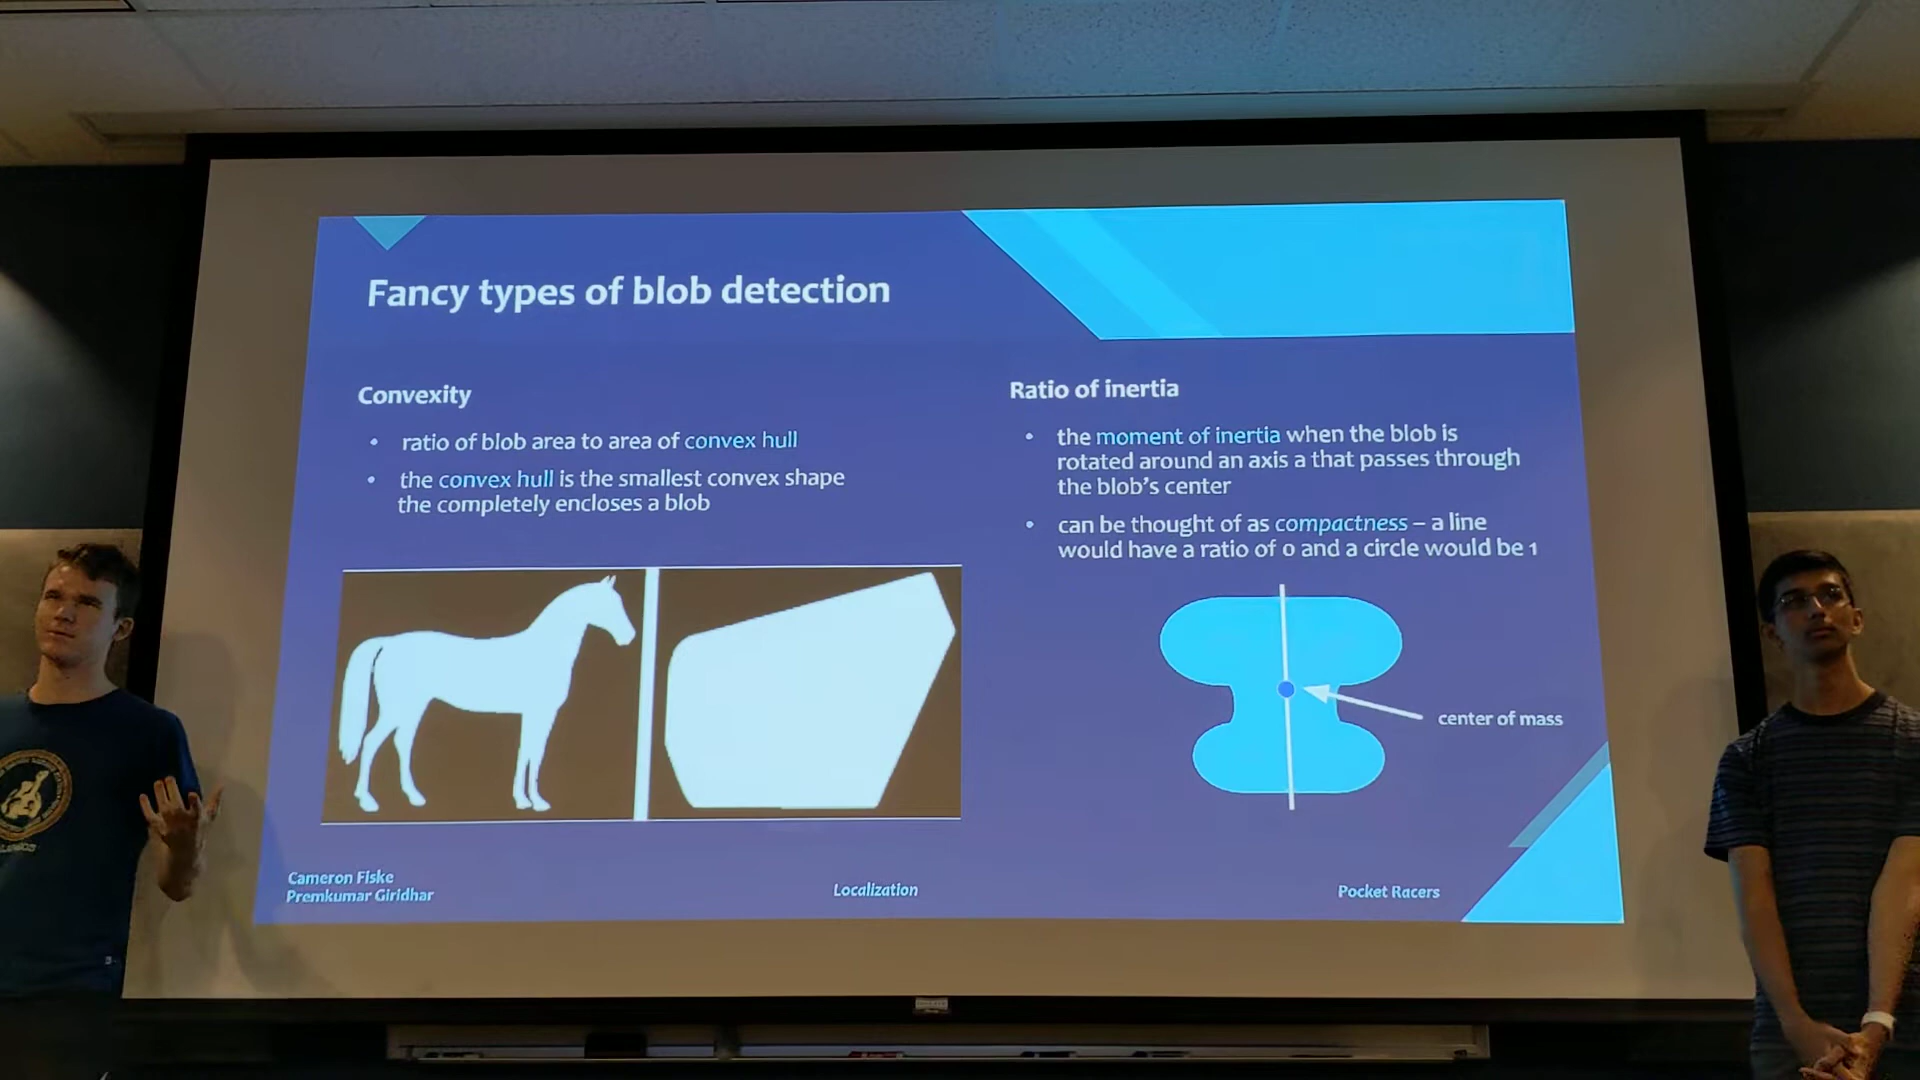 Fancy types of blob detection
Convexity
• ratio of blob area to area of convex hull
• the convex hull is the smallest convex shape
the completely encloses a blob
Ratio of inertia
• the moment of inertia when the blob is
rotated around an axis a that passes through
the blob's center
• can be thought of as compactness – a line
would have a ratio of 0 and a circle would be 1
center of mass
Cameron Fiske
Premkumar Giridhar
Localization
Pocket Racers